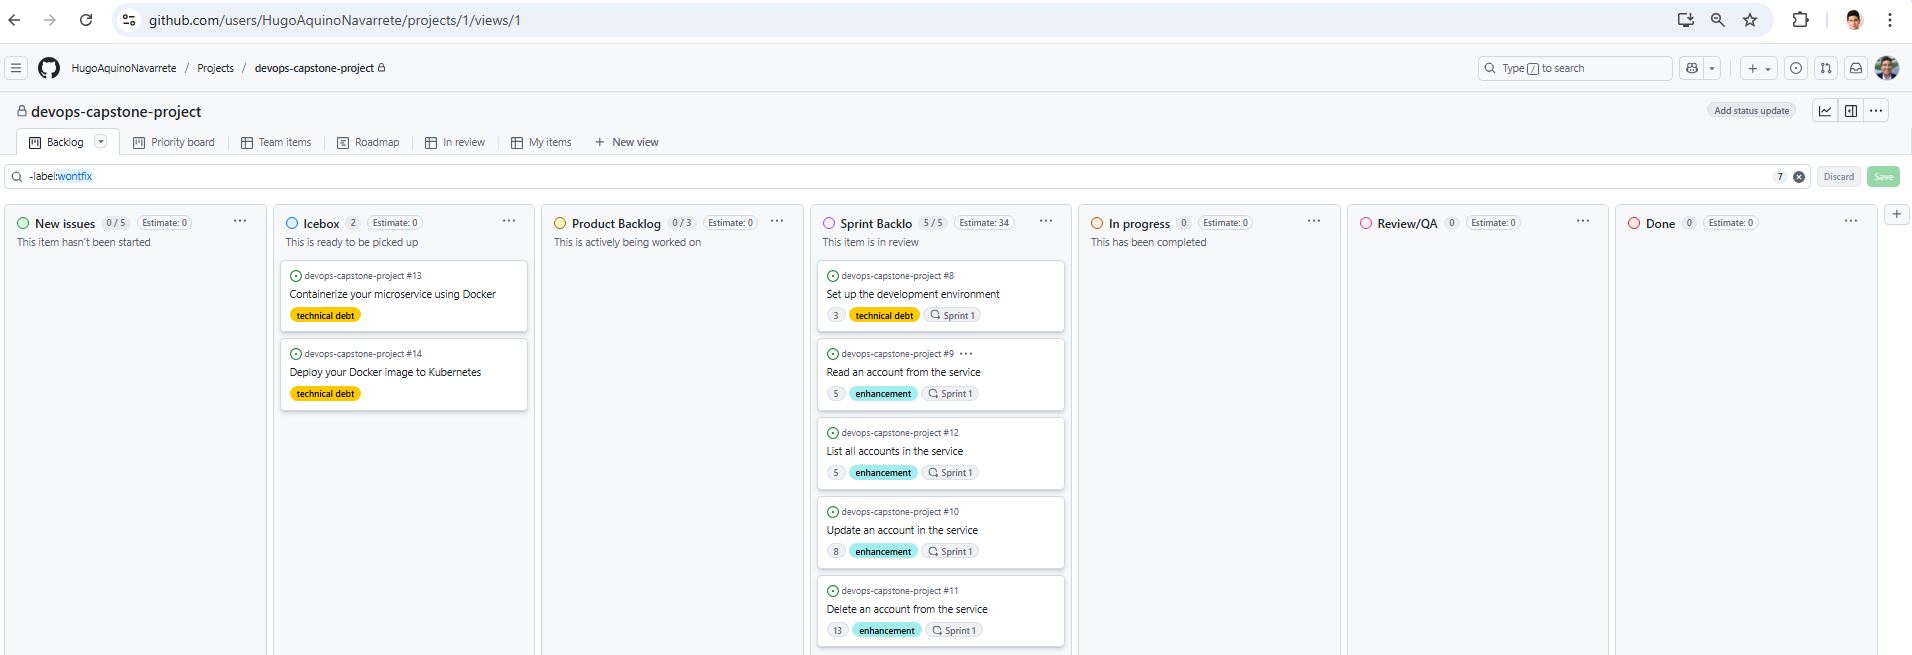 github.com/users/HugoAquinoNavarrete/projects/1/views/1
HugoAquinoNavarrete / Projects / devops-capstone-project
Type / to search
devops-capstone-project
Add status update
Backlog
Priority board
Team items
Roadmap
In review
My items
+ New view
-label:wontfix
7
Discard
Save
New issues 0 / 5 Estimate: 0
This item hasn't been started
Icebox 2 Estimate: 0
This is ready to be picked up
devops-capstone-project #13
Containerize your microservice using Docker
technical debt
devops-capstone-project #14
Deploy your Docker image to Kubernetes
technical debt
Product Backlog 0 / 3 Estimate: 0
This is actively being worked on
Sprint Backlo 5 / 5 Estimate: 34
This item is in review
devops-capstone-project #8
Set up the development environment
3 technical debt Sprint 1
devops-capstone-project #9
Read an account from the service
5 enhancement Sprint 1
devops-capstone-project #12
List all accounts in the service
5 enhancement Sprint 1
devops-capstone-project #10
Update an account in the service
8 enhancement Sprint 1
devops-capstone-project #11
Delete an account from the service
13 enhancement Sprint 1
In progress 0 Estimate: 0
This has been completed
Review/QA 0 Estimate: 0
Done 0 Estimate: 0